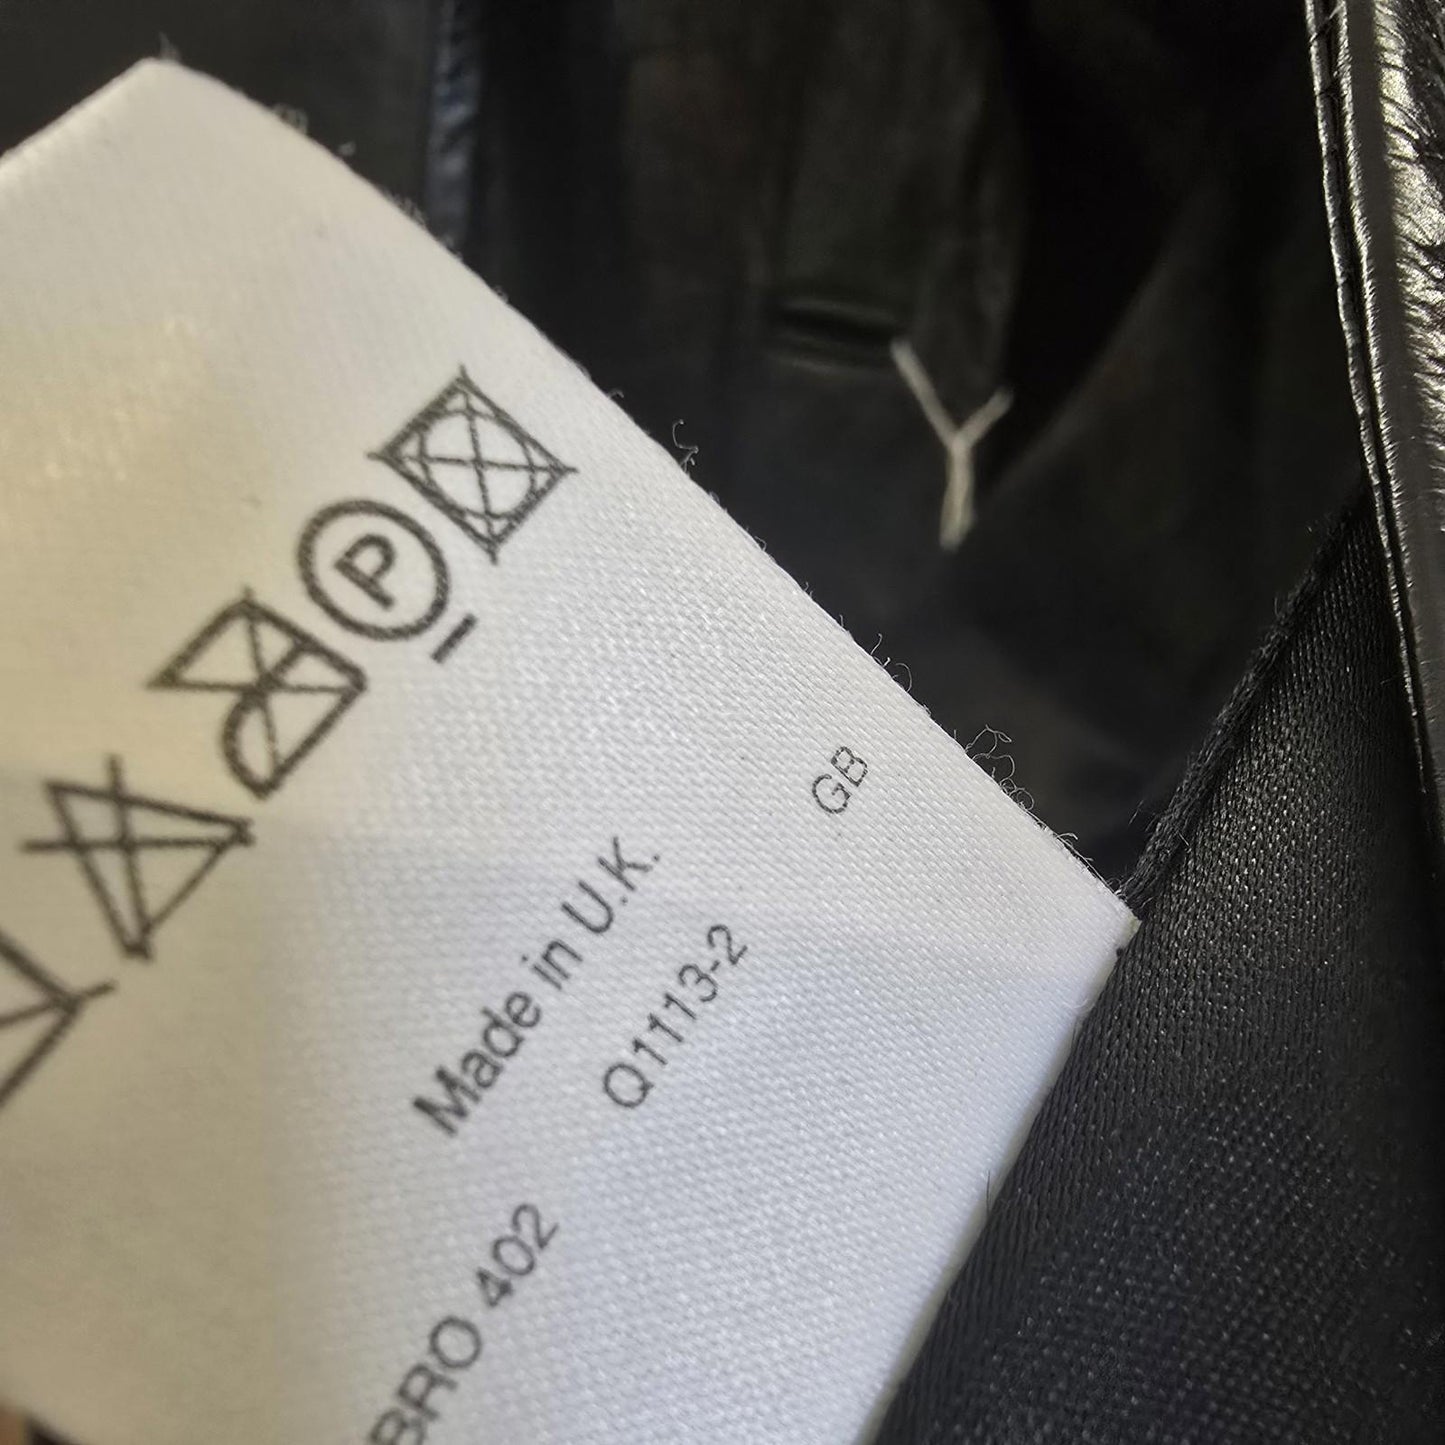 P
GB
Made in U.K.
Q1113-2
BRO 402